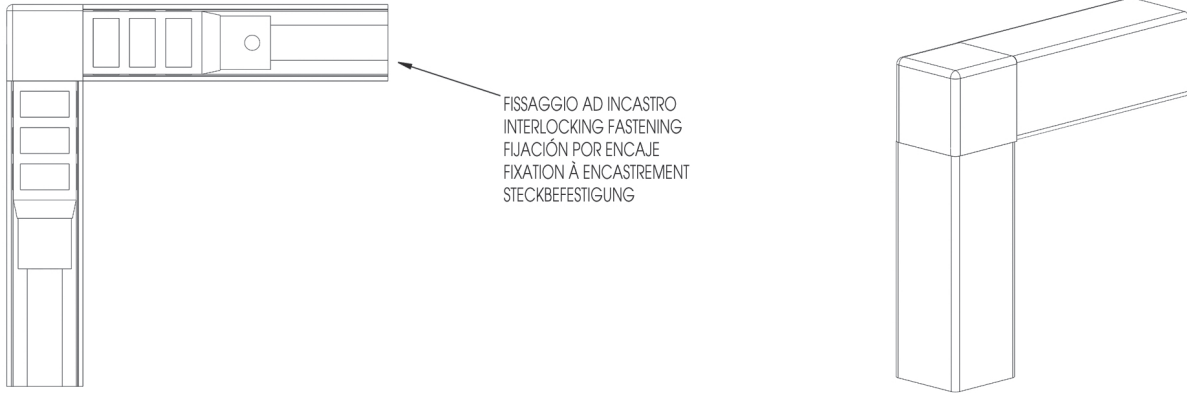 FISSAGGIO AD INCASTRO
INTERLOCKING FASTENING
FIJACIÓN POR ENCAJE
FIXATION À ENCASTREMENT
STECKBEFESTIGUNG